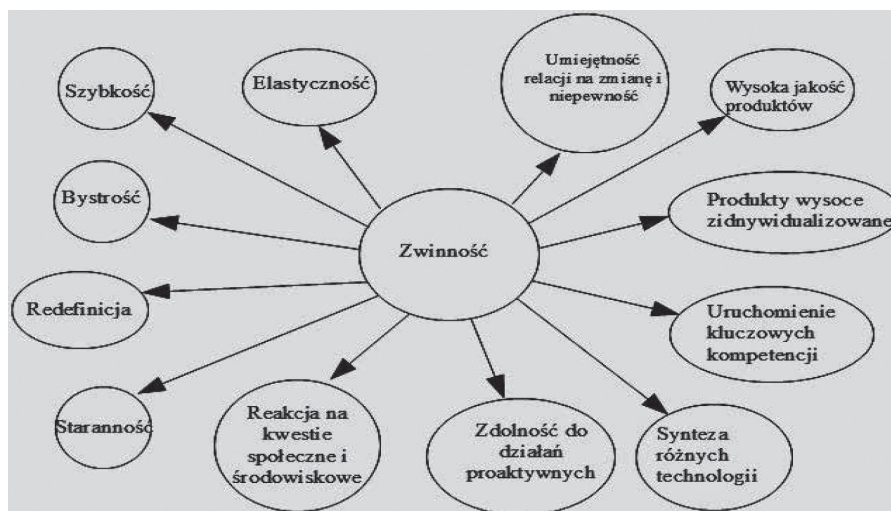 Szybkość
Elastyczność
Umiejętność
relacji na zmianę i
niepewność
Wysoka jakość
produktów
Bystrość
Produkty wysoce
zidnywidualizowane
Zwinność
Redefinicja
Uruchomienie
kluczowych
kompetencji
Staranność
Reakcja na
kwestie
społeczne i
środowiskowe
Zdolność do
działań
proaktywnych
Synteza
różnych
technologii